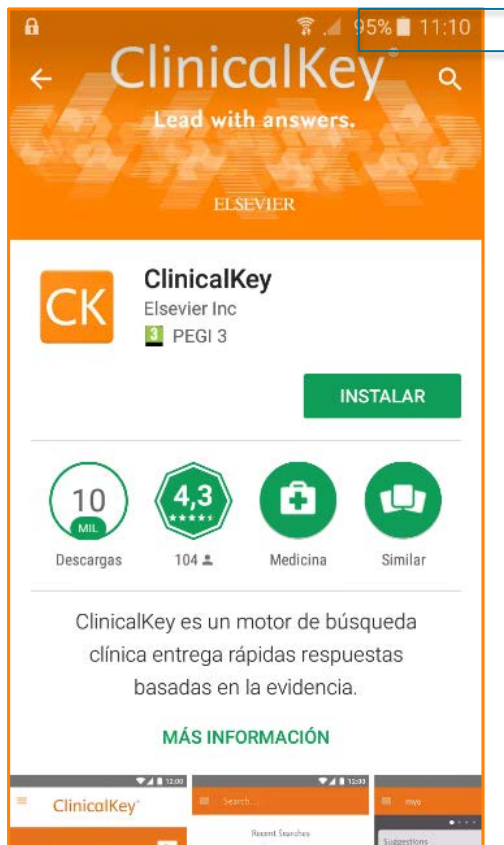 95% 11:10
ClinicalKey®
Lead with answers.
ELSEVIER
CK
ClinicalKey
Elsevier Inc
3 PEGI 3
INSTALAR
10
MIL
4,3
Descargas
104
Medicina
Similar
ClinicalKey es un motor de búsqueda
clínica entrega rápidas respuestas
basadas en la evidencia.
MÁS INFORMACIÓN
12:00
12:00
ClinicalKey
Search...
myo
Recent Searches
Suggestions